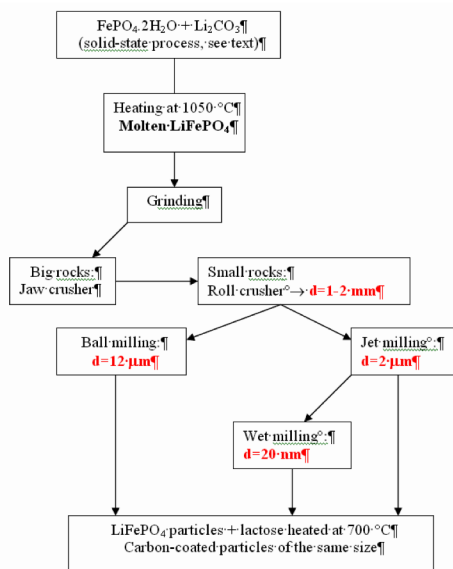 FePO₄.2H₂O + Li₂CO₃¶
(solid-state process, see text)¶
Heating at 1050 °C¶
Molten LiFePO₄¶
Grinding¶
Big rocks:¶
Jaw crusher¶
Small rocks:¶
Roll crusher° → d=1-2 mm¶
Ball milling:¶
d=12 µm¶
Jet milling°:¶
d=2 µm¶
Wet milling°:¶
d=20 nm¶
LiFePO₄ particles + lactose heated at 700 °C¶
Carbon-coated particles of the same size¶